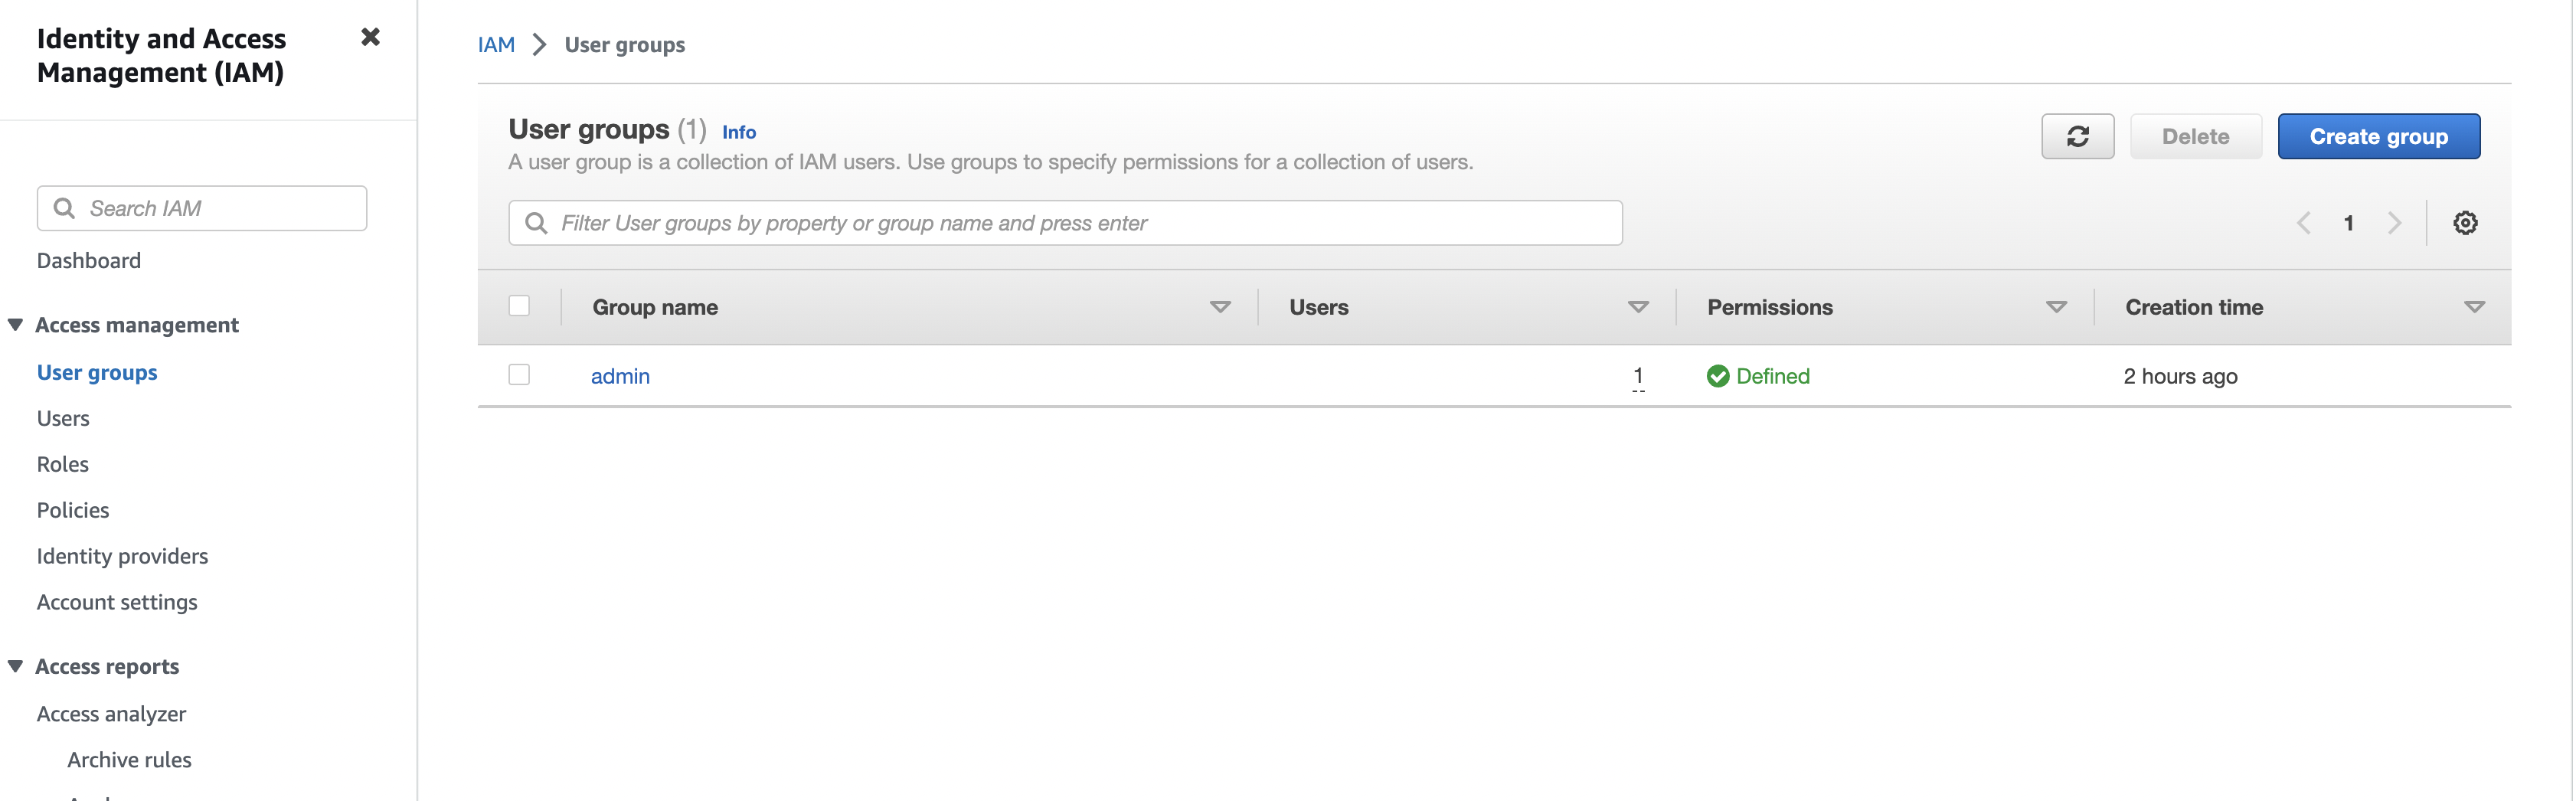 Identity and Access
Management (IAM)
Search IAM
Dashboard
Access management
User groups
Users
Roles
Policies
Identity providers
Account settings
Access reports
Access analyzer
Archive rules
IAM > User groups
User groups (1) Info
A user group is a collection of IAM users. Use groups to specify permissions for a collection of users.
Delete
Create group
Filter User groups by property or group name and press enter
1
Group name Users Permissions Creation time
admin 1 Defined 2 hours ago